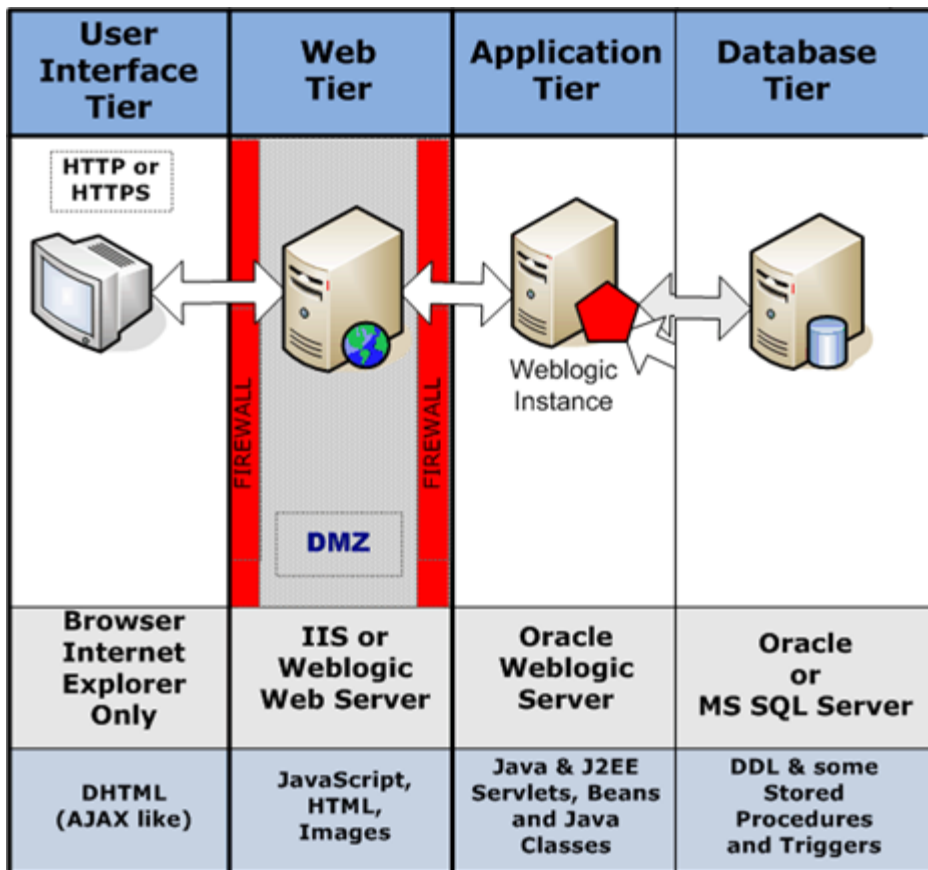 User
Interface
Tier
Web
Tier
Application
Tier
Database
Tier
HTTP or
HTTPS
FIREWALL
FIREWALL
DMZ
Weblogic
Instance
Browser
Internet
Explorer
Only
IIS or
Weblogic
Web Server
Oracle
Weblogic
Server
Oracle
or
MS SQL Server
DHTML
(AJAX like)
JavaScript,
HTML,
Images
Java & J2EE
Servlets, Beans
and Java
Classes
DDL & some
Stored
Procedures
and Triggers